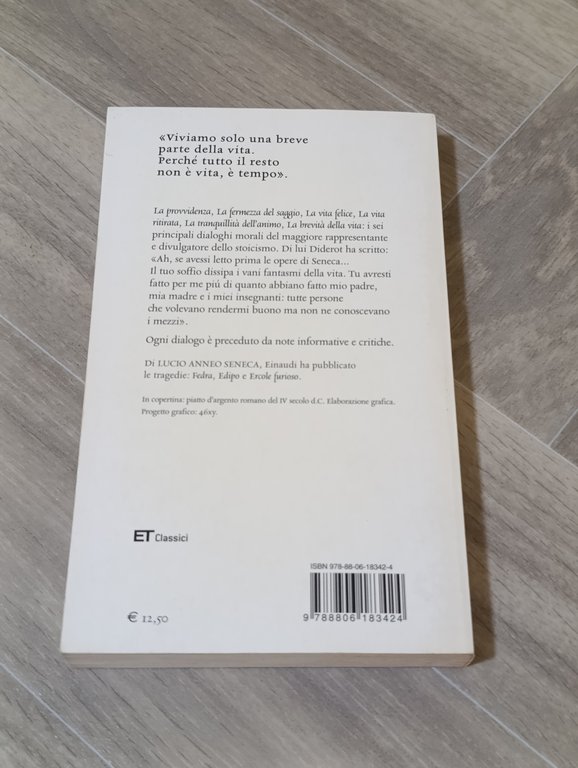 «Viviamo solo una breve
parte della vita.
Perché tutto il resto
non è vita, è tempo».
La provvidenza, La fermezza del saggio, La vita felice, La vita
ritirata, La tranquillità dell'animo, La brevità della vita: i sei
principali dialoghi morali del maggiore rappresentante
e divulgatore dello stoicismo. Di lui Diderot ha scritto:
«Ah, se avessi letto prima le opere di Seneca...
Il tuo soffio dissipa i vani fantasmi della vita. Tu avresti
fatto per me piú di quanto abbiano fatto mio padre,
mia madre e i miei insegnanti: tutte persone
che volevano rendermi buono ma non ne conoscevano
i mezzi».
Ogni dialogo è preceduto da note informative e critiche.
Di LUCIO ANNEO SENECA, Einaudi ha pubblicato
le tragedie: Fedra, Edipo e Ercole furioso.
In copertina: piatto d'argento romano del IV secolo d.C. Elaborazione grafica.
Progetto grafico: 46xy.
ET Classici
ISBN 978-88-06-18342-4
9 788806 183424
€ 12,50